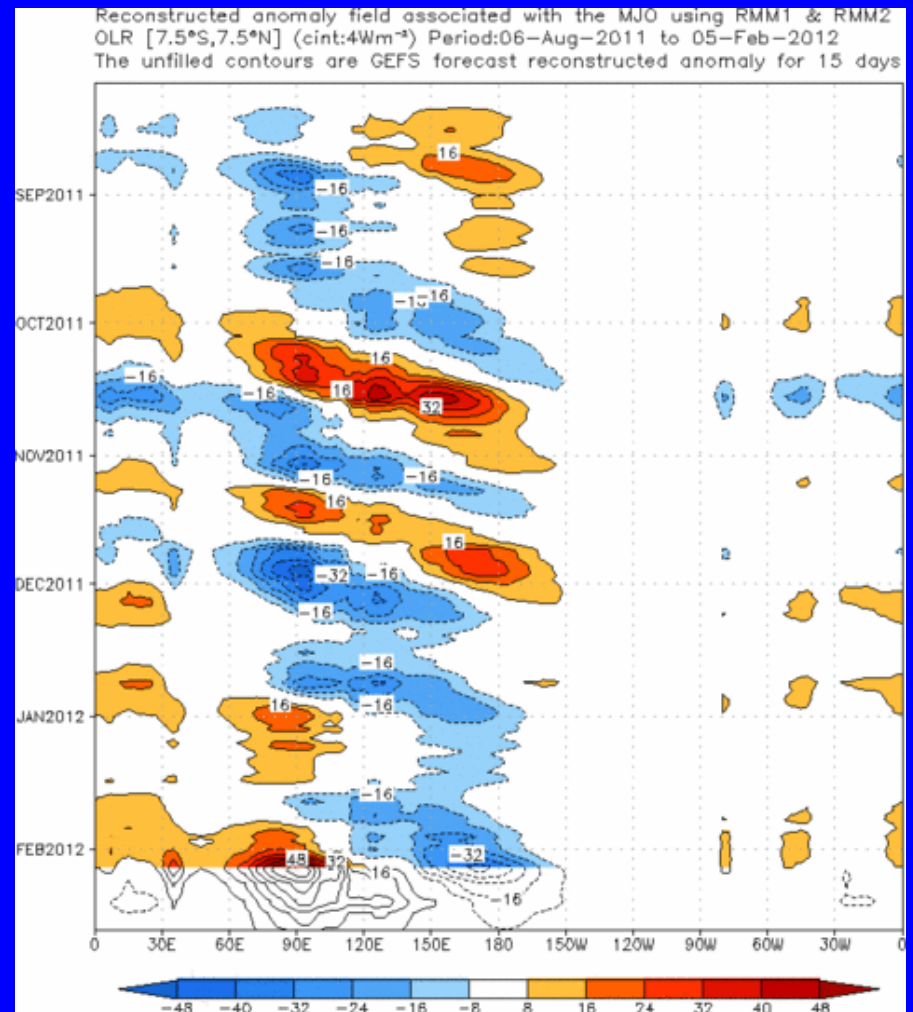 Reconstructed anomaly field associated with the MJO using RMM1 & RMM2
OLR [7.5°S,7.5°N] (cint:4Wm⁻²) Period:06-Aug-2011 to 05-Feb-2012
The unfilled contours are GEFS forecast reconstructed anomaly for 15 days
16
-16
SEP2011
-16
-16
-16
OCT2011
16
-16
-16
16
32
NOV2011
-16
-16
16
16
-32
-16
DEC2011
-16
-16
-16
16
JAN2012
-16
FEB2012
-32
48
32
16
-16
0 30E 60E 90E 120E 150E 180 150W 120W 90W 60W 30W 0
-48 -40 -32 -24 -16 -8 8 16 24 32 40 48